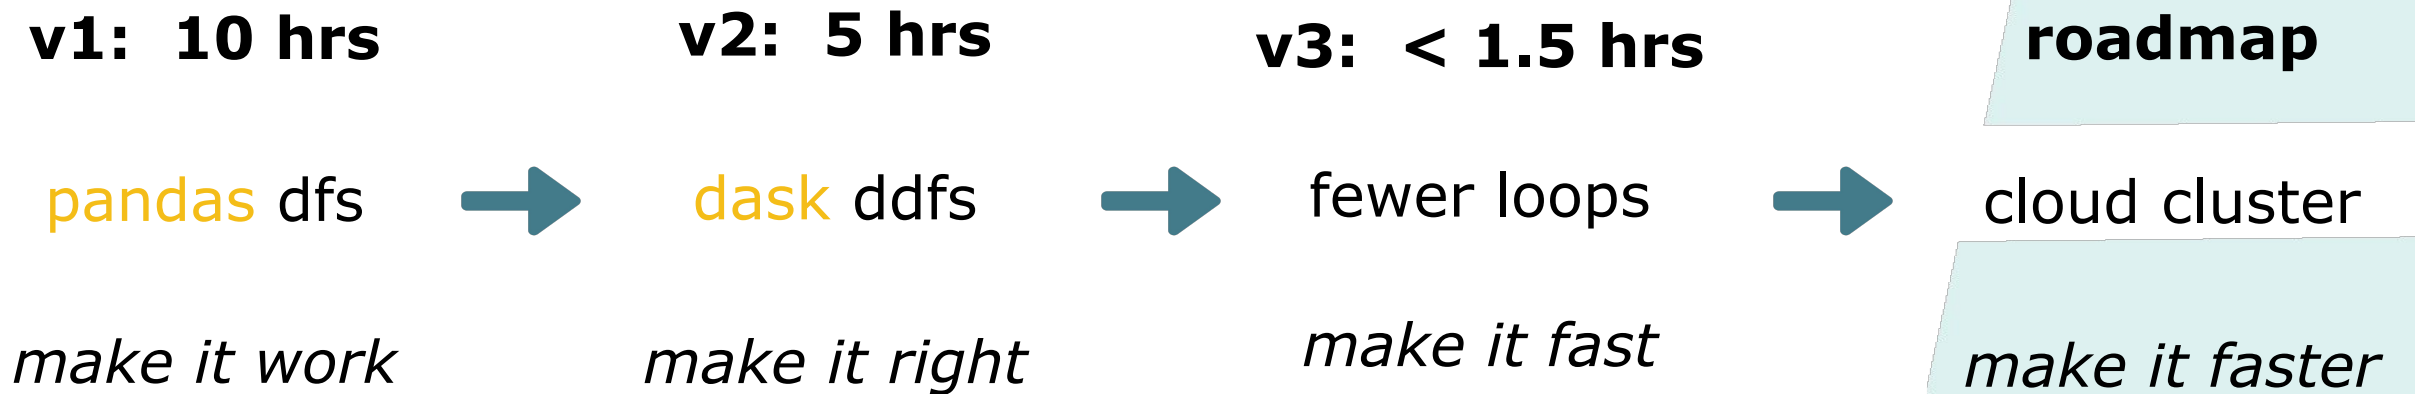 v1:  10 hrs
pandas dfs
make it work
v2:  5 hrs
dask ddfs
make it right
v3:  < 1.5 hrs
fewer loops
make it fast
roadmap
cloud cluster
make it faster